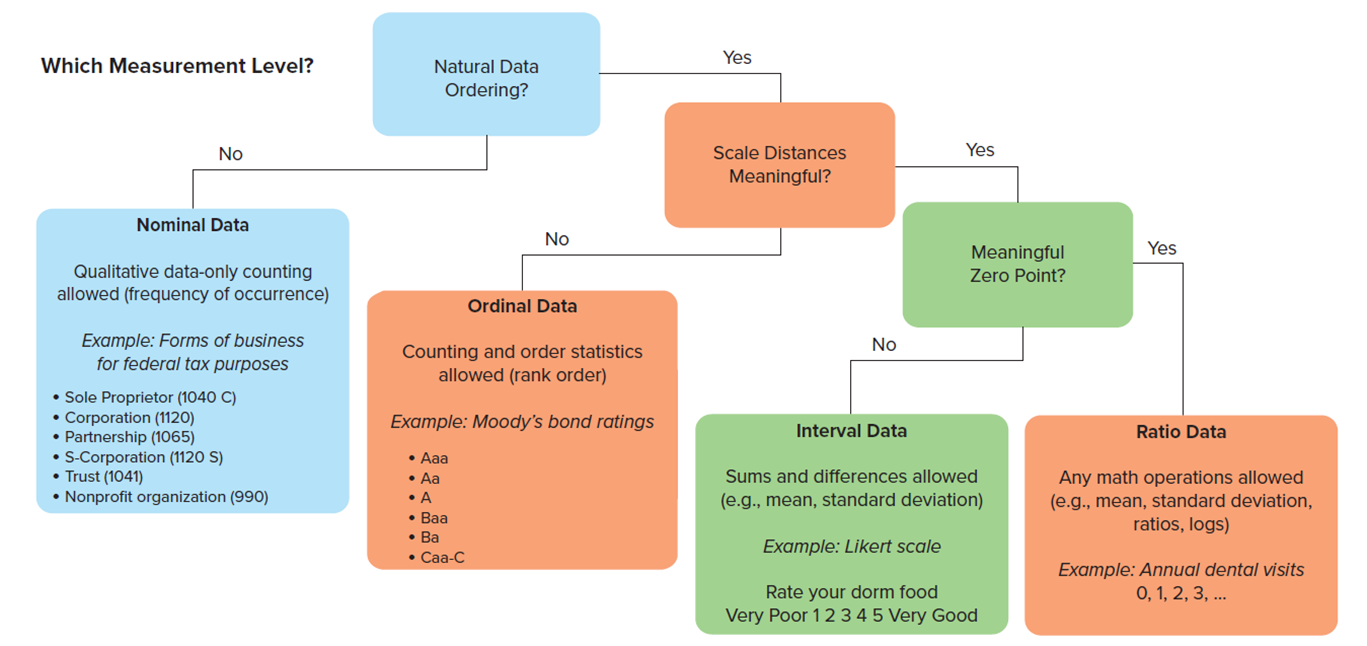 Which Measurement Level?
Natural Data
Ordering?
Yes
No
Scale Distances
Meaningful?
Yes
No
Meaningful
Zero Point?
Yes
No
Nominal Data
Qualitative data-only counting
allowed (frequency of occurrence)
Example: Forms of business
for federal tax purposes
• Sole Proprietor (1040 C)
• Corporation (1120)
• Partnership (1065)
• S-Corporation (1120 S)
• Trust (1041)
• Nonprofit organization (990)
Ordinal Data
Counting and order statistics
allowed (rank order)
Example: Moody's bond ratings
• Aaa
• Aa
• A
• Baa
• Ba
• Caa-C
Interval Data
Sums and differences allowed
(e.g., mean, standard deviation)
Example: Likert scale
Rate your dorm food
Very Poor 1 2 3 4 5 Very Good
Ratio Data
Any math operations allowed
(e.g., mean, standard deviation,
ratios, logs)
Example: Annual dental visits
0, 1, 2, 3, ...